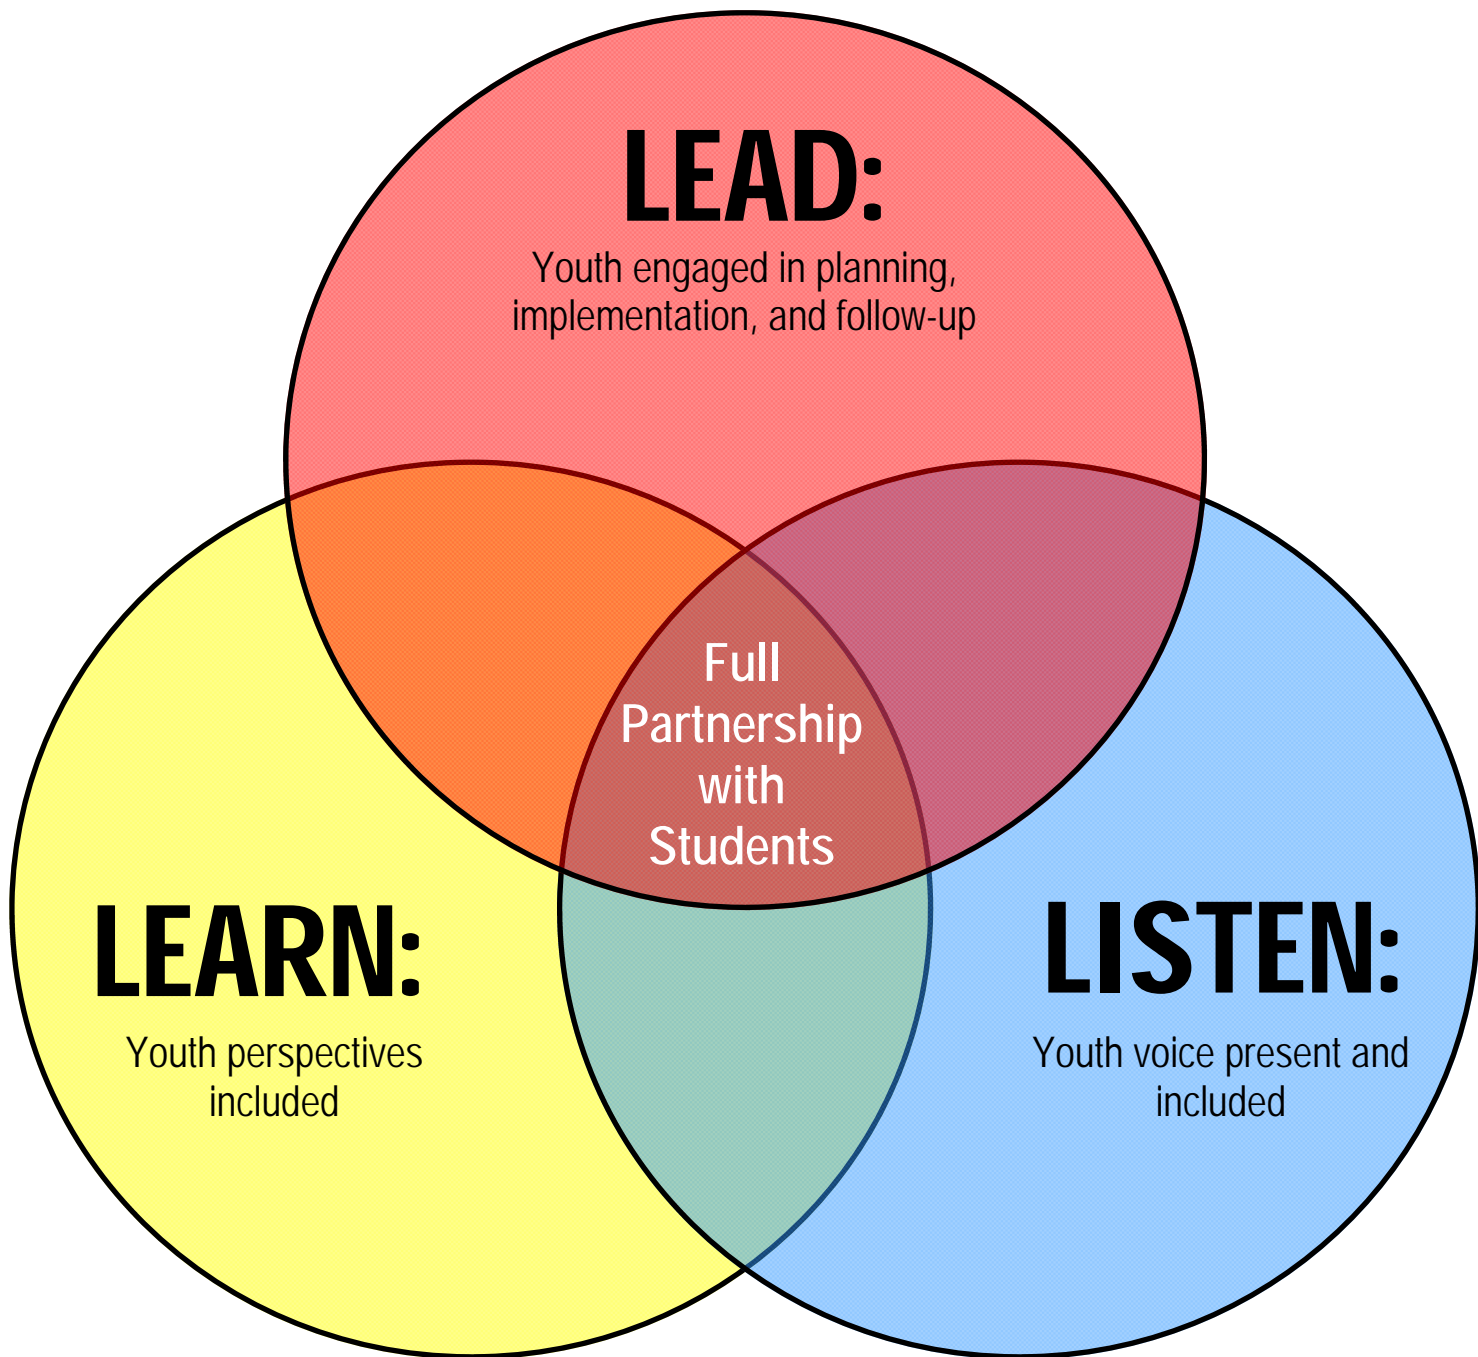 LEAD:
Youth engaged in planning,
implementation, and follow-up
Full
Partnership
with
Students
LEARN:
Youth perspectives
included
LISTEN:
Youth voice present and
included